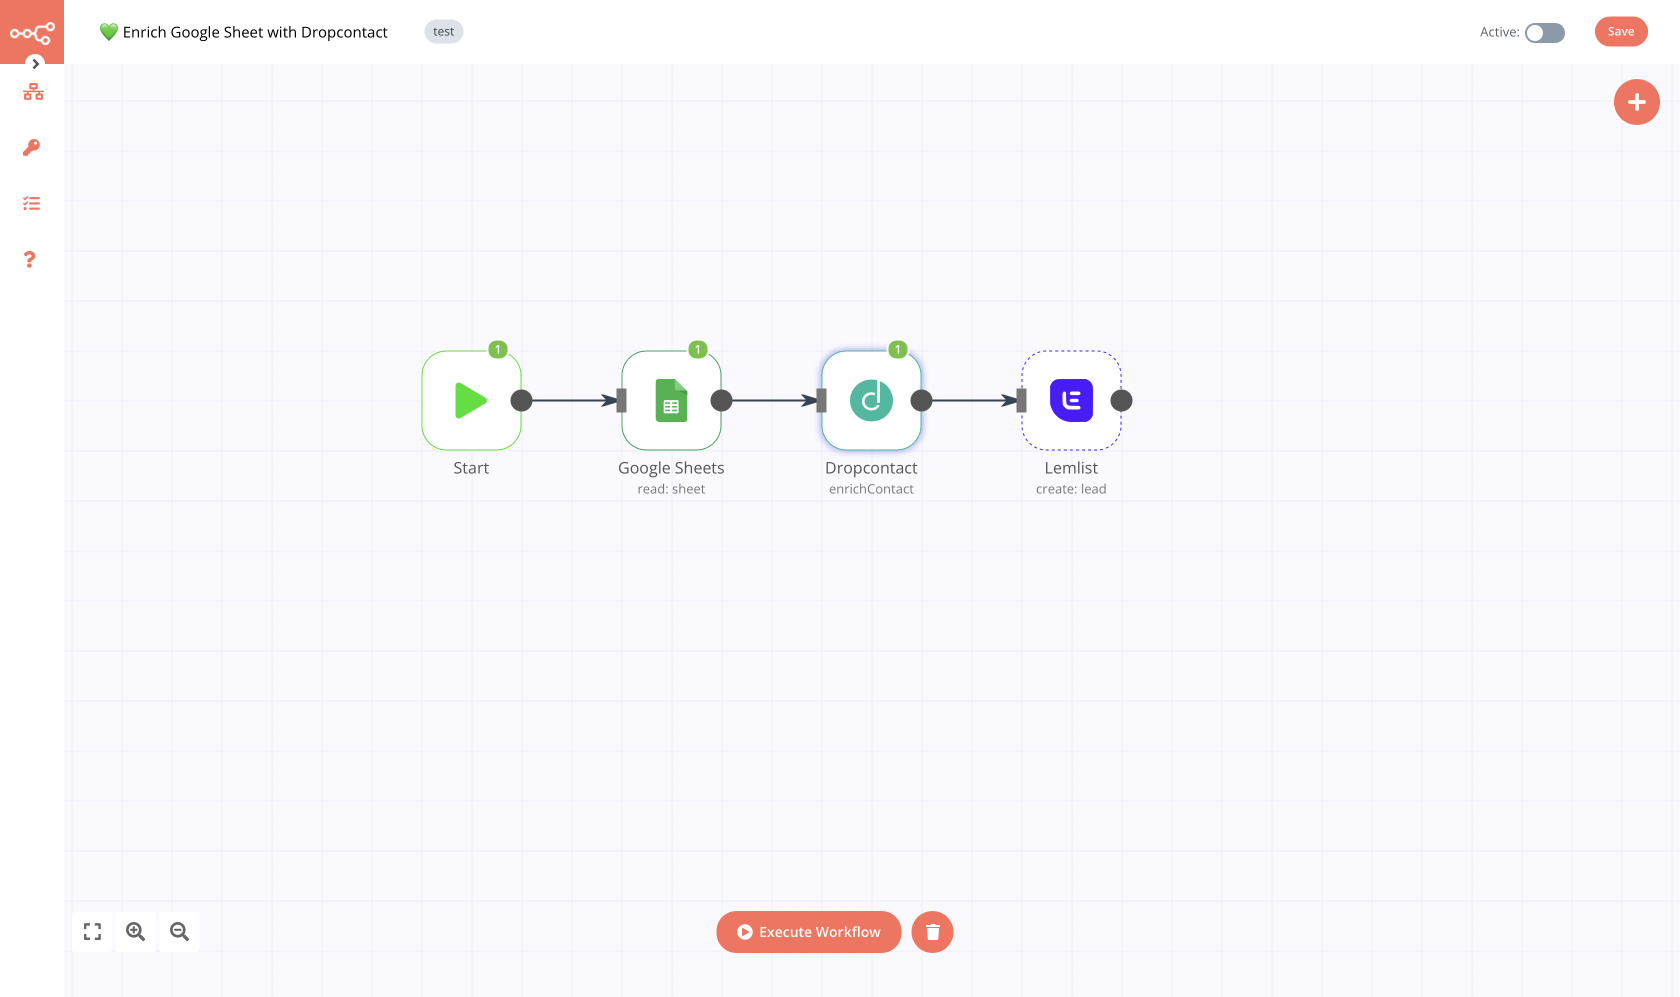 💚 Enrich Google Sheet with Dropcontact
test
Active:
Save
1
1
1
Start
Google Sheets
read: sheet
Dropcontact
enrichContact
Lemlist
create: lead
Execute Workflow